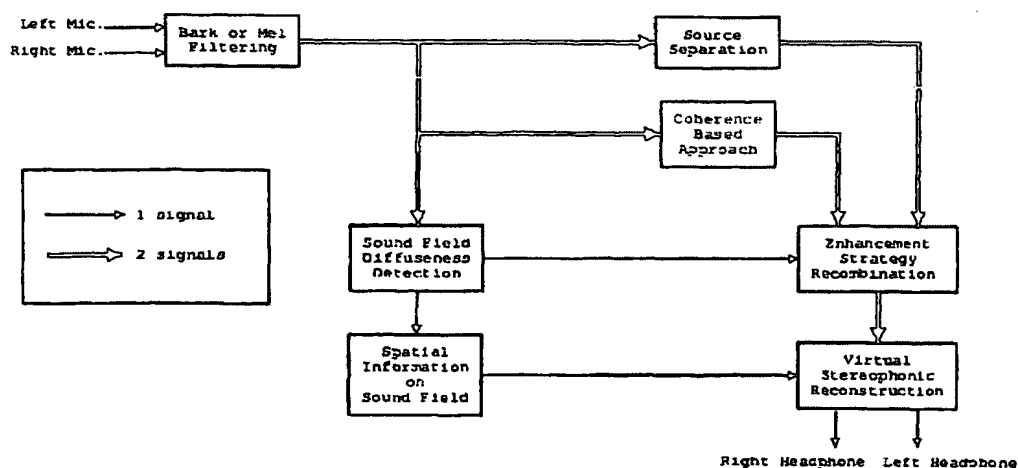 Left Mic.
Right Mic.
Bark or Mel
Filtering
Source
Separation
Coherence
Based
Approach
1 signal
2 signals
Sound Field
Diffuseness
Detection
Znhancement
Strategy
Recombination
Spatial
Information
on
Sound Field
Virtual
Stereophonic
Reconstruction
Right Headphone
Left Headphone